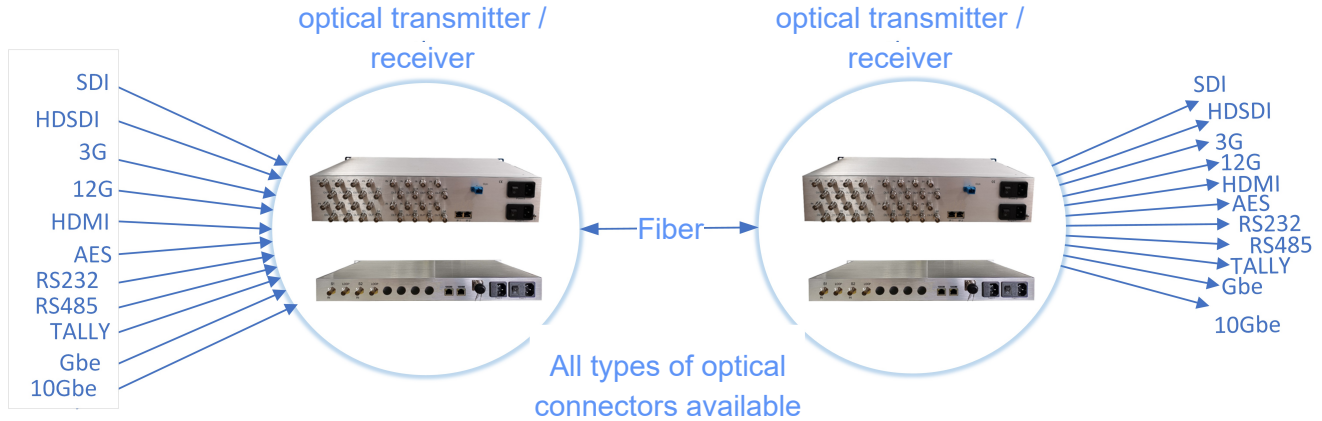 optical transmitter /
receiver
optical transmitter /
receiver
SDI
HDSDI
3G
12G
HDMI
AES
RS232
RS485
TALLY
Gbe
10Gbe
Fiber
SDI
HDSDI
3G
12G
HDMI
AES
RS232
RS485
TALLY
Gbe
10Gbe
All types of optical
connectors available